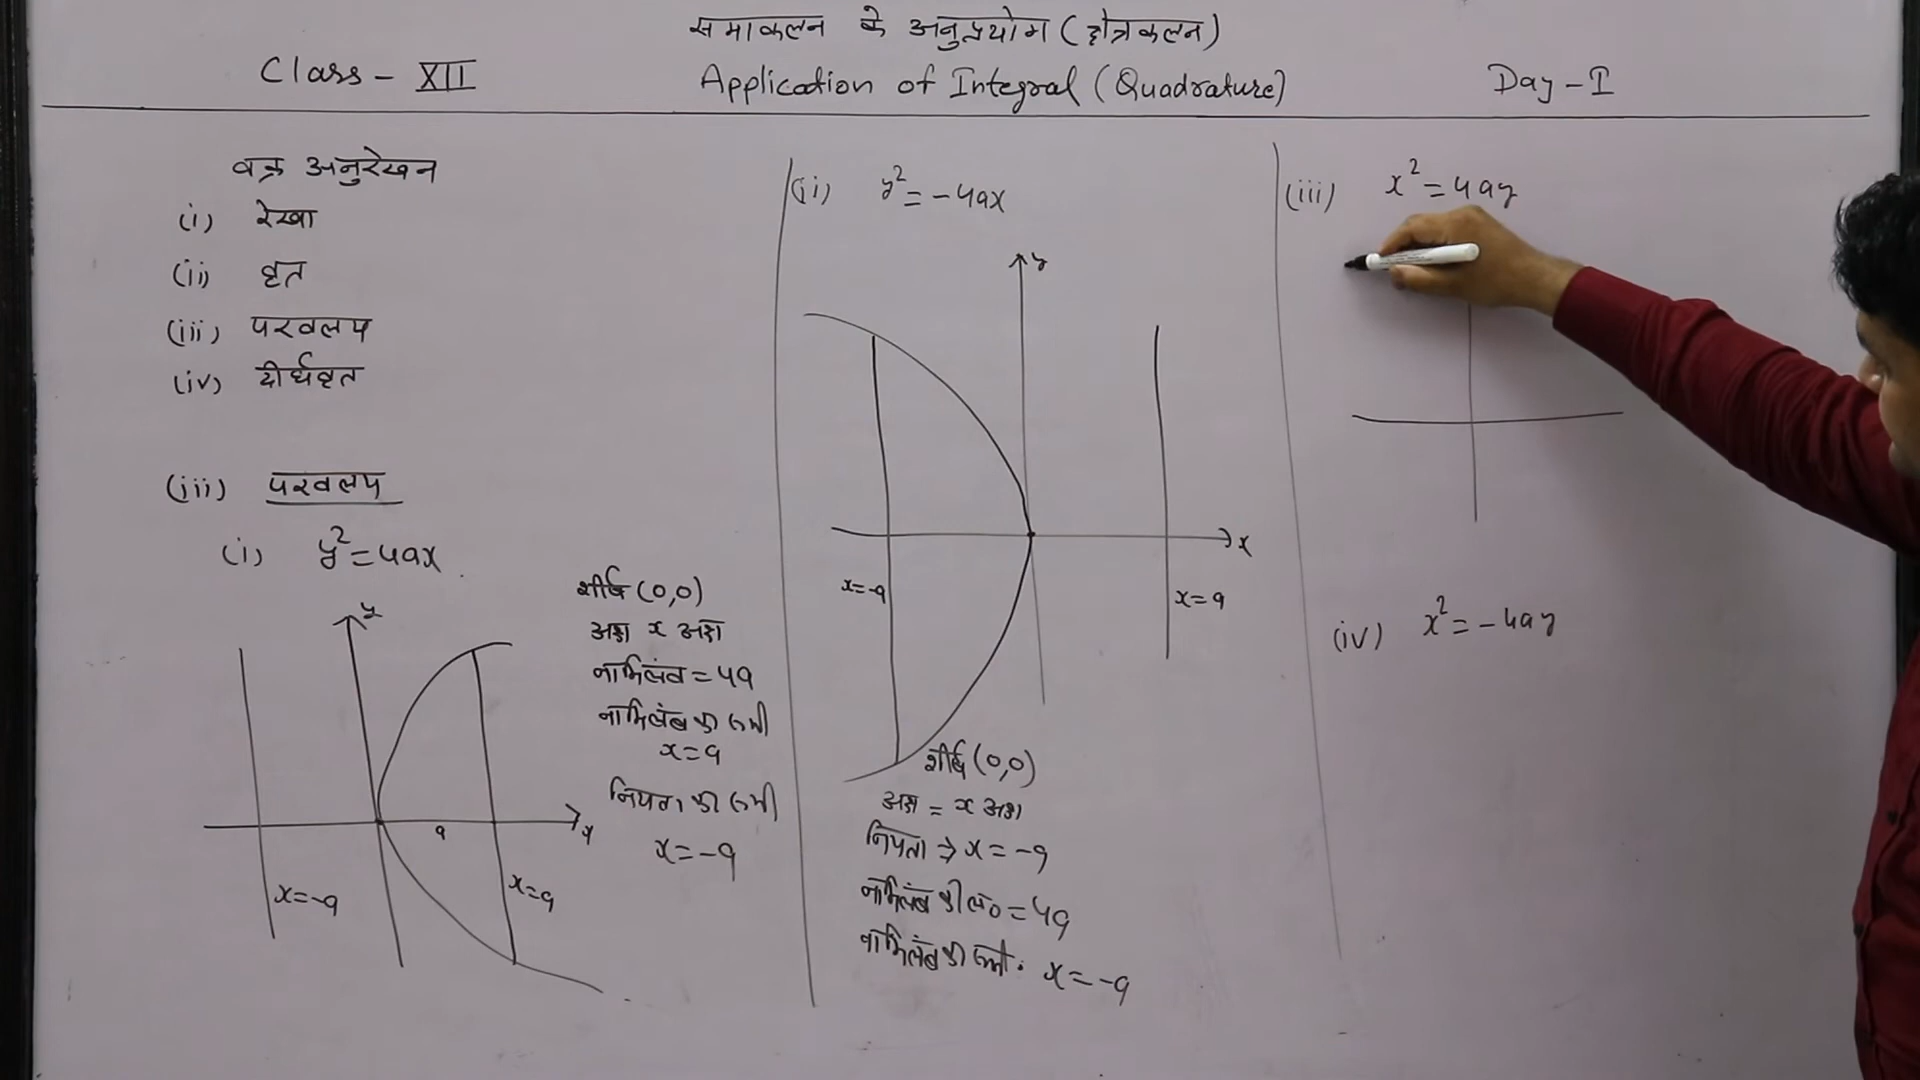 समाकलन के अनुप्रयोग (क्षेत्रकलन)
Class - XII
Application of Integral (Quadrature)
Day - I
वक्र अनुरेखन
(i) रेखा
(ii) वृत
(iii) परवलय
(iv) दीर्घवृत
(iii) परवलय
(i) y² = 4ax
y
x
a
x=-a
x=a
शीर्ष (0,0)
अक्ष x अक्ष
नाभिलंब = 4a
नाभिलंब की
x=a
नियता की
x=-a
(ii) y² = -4ax
y
x
x=-a
x=a
शीर्ष (0,0)
अक्ष = x अक्ष
नियता ⇒ x=-a
नाभिलंब की ल० = 4a
नाभिलंब की x=-a
(iii) x² = 4ay
(iv) x² = -4ay